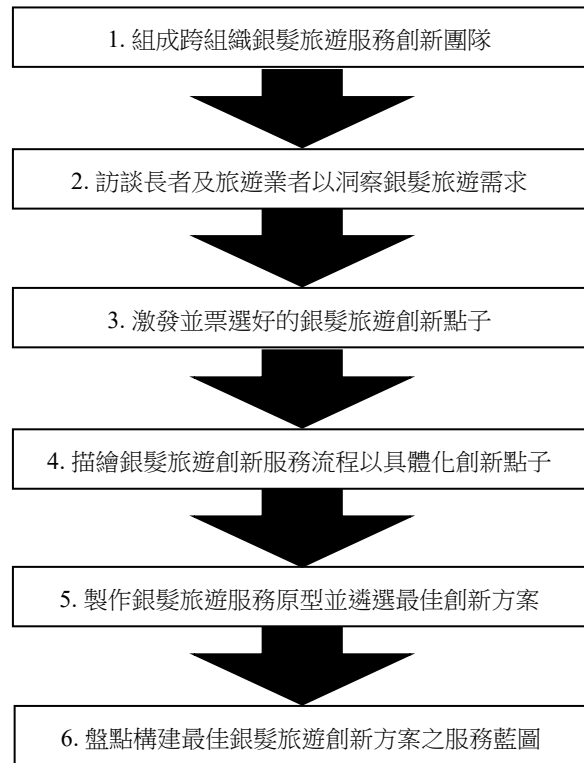 1. 組成跨組織銀髮旅遊服務創新團隊
2. 訪談長者及旅遊業者以洞察銀髮旅遊需求
3. 激發並票選好的銀髮旅遊創新點子
4. 描繪銀髮旅遊創新服務流程以具體化創新點子
5. 製作銀髮旅遊服務原型並遴選最佳創新方案
6. 盤點構建最佳銀髮旅遊創新方案之服務藍圖